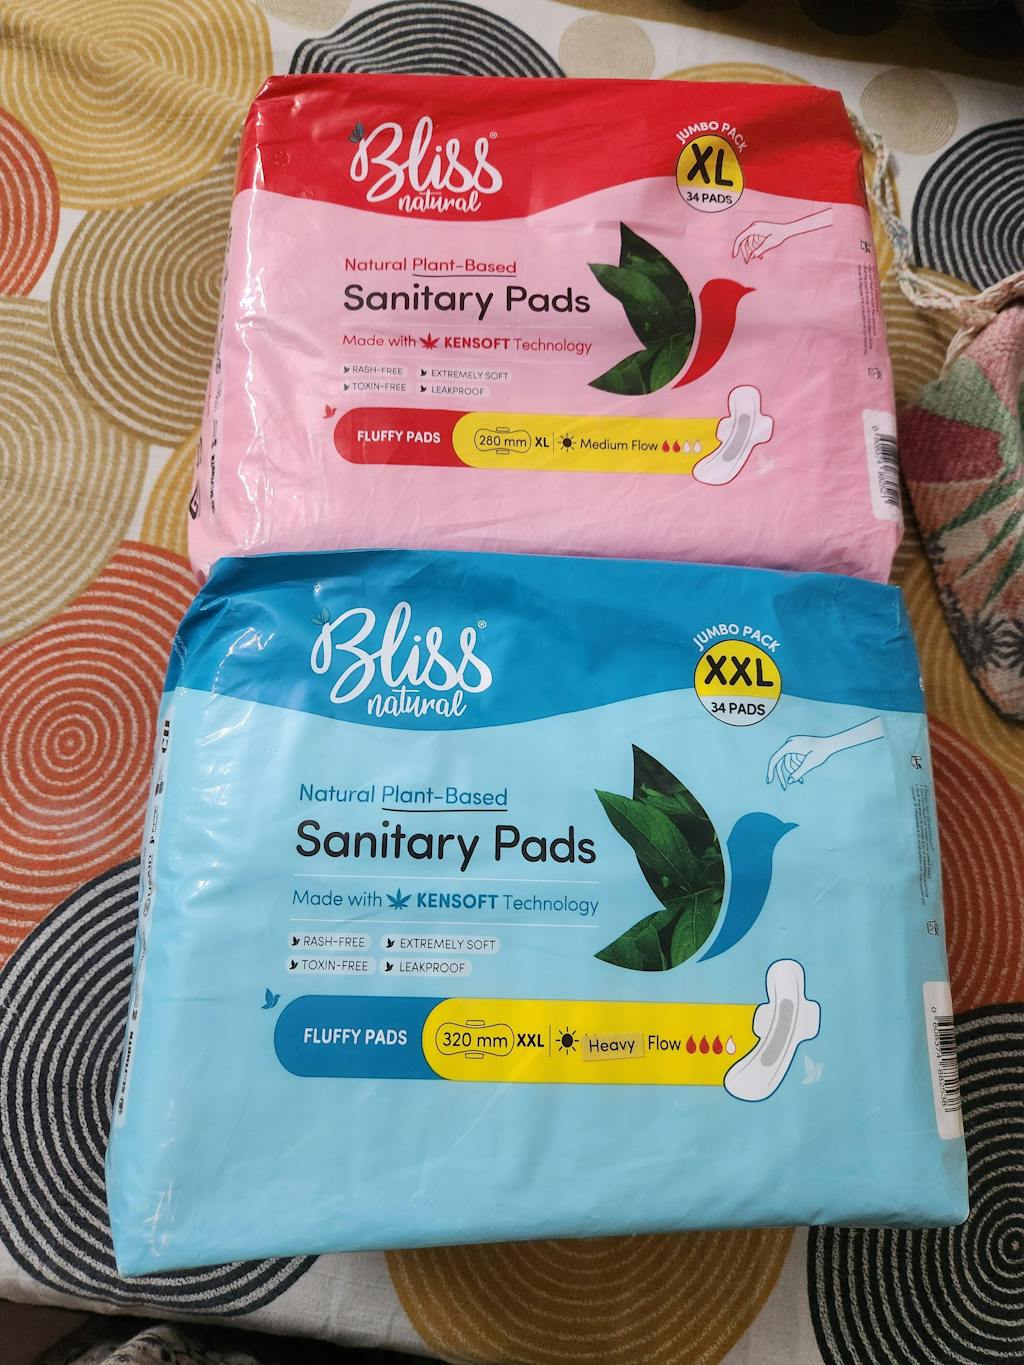 Bliss®
natural
JUMBO PACK
XL
34 PADS
Natural Plant-Based
Sanitary Pads
Made with KENSOFT Technology
RASH-FREE EXTREMELY SOFT
TOXIN-FREE LEAKPROOF
FLUFFY PADS 280 mm XL Medium Flow
Bliss®
natural
JUMBO PACK
XXL
34 PADS
Natural Plant-Based
Sanitary Pads
Made with KENSOFT Technology
RASH-FREE EXTREMELY SOFT
TOXIN-FREE LEAKPROOF
FLUFFY PADS 320 mm XXL Heavy Flow